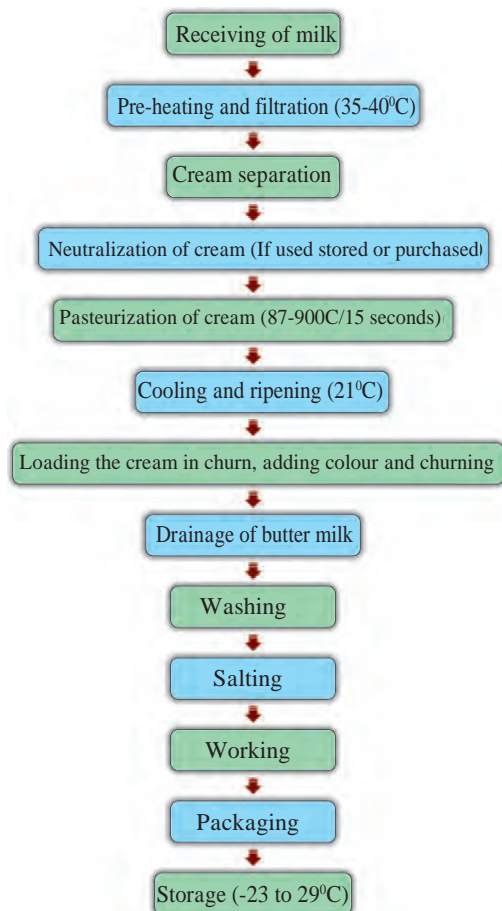 Receiving of milk
Pre-heating and filtration (35-40⁰C)
Cream separation
Neutralization of cream (If used stored or purchased)
Pasteurization of cream (87-900C/15 seconds)
Cooling and ripening (21⁰C)
Loading the cream in churn, adding colour and churning
Drainage of butter milk
Washing
Salting
Working
Packaging
Storage (-23 to 29⁰C)